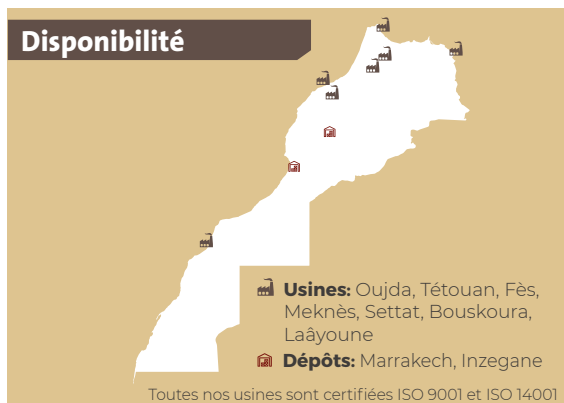 Disponibilité
Usines: Oujda, Tétouan, Fès,
Meknès, Settat, Bouskoura,
Laâyoune
Dépôts: Marrakech, Inzegane
Toutes nos usines sont certifiées ISO 9001 et ISO 14001